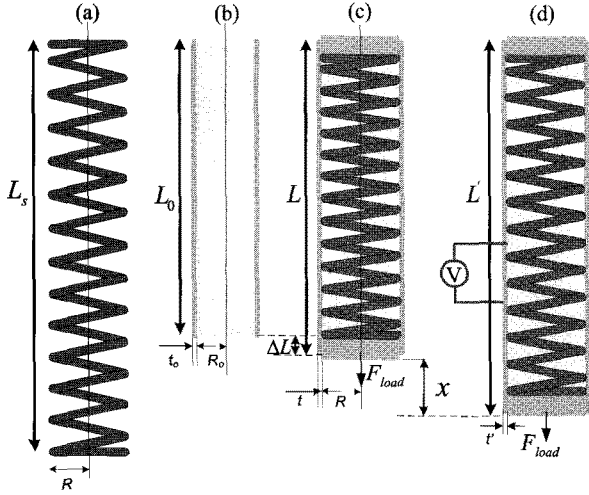 (a)
(b)
(c)
(d)
L_s
L_0
L
L'
V
t_o
R_o
ΔL
t
R
F_load
x
t'
F_load
R